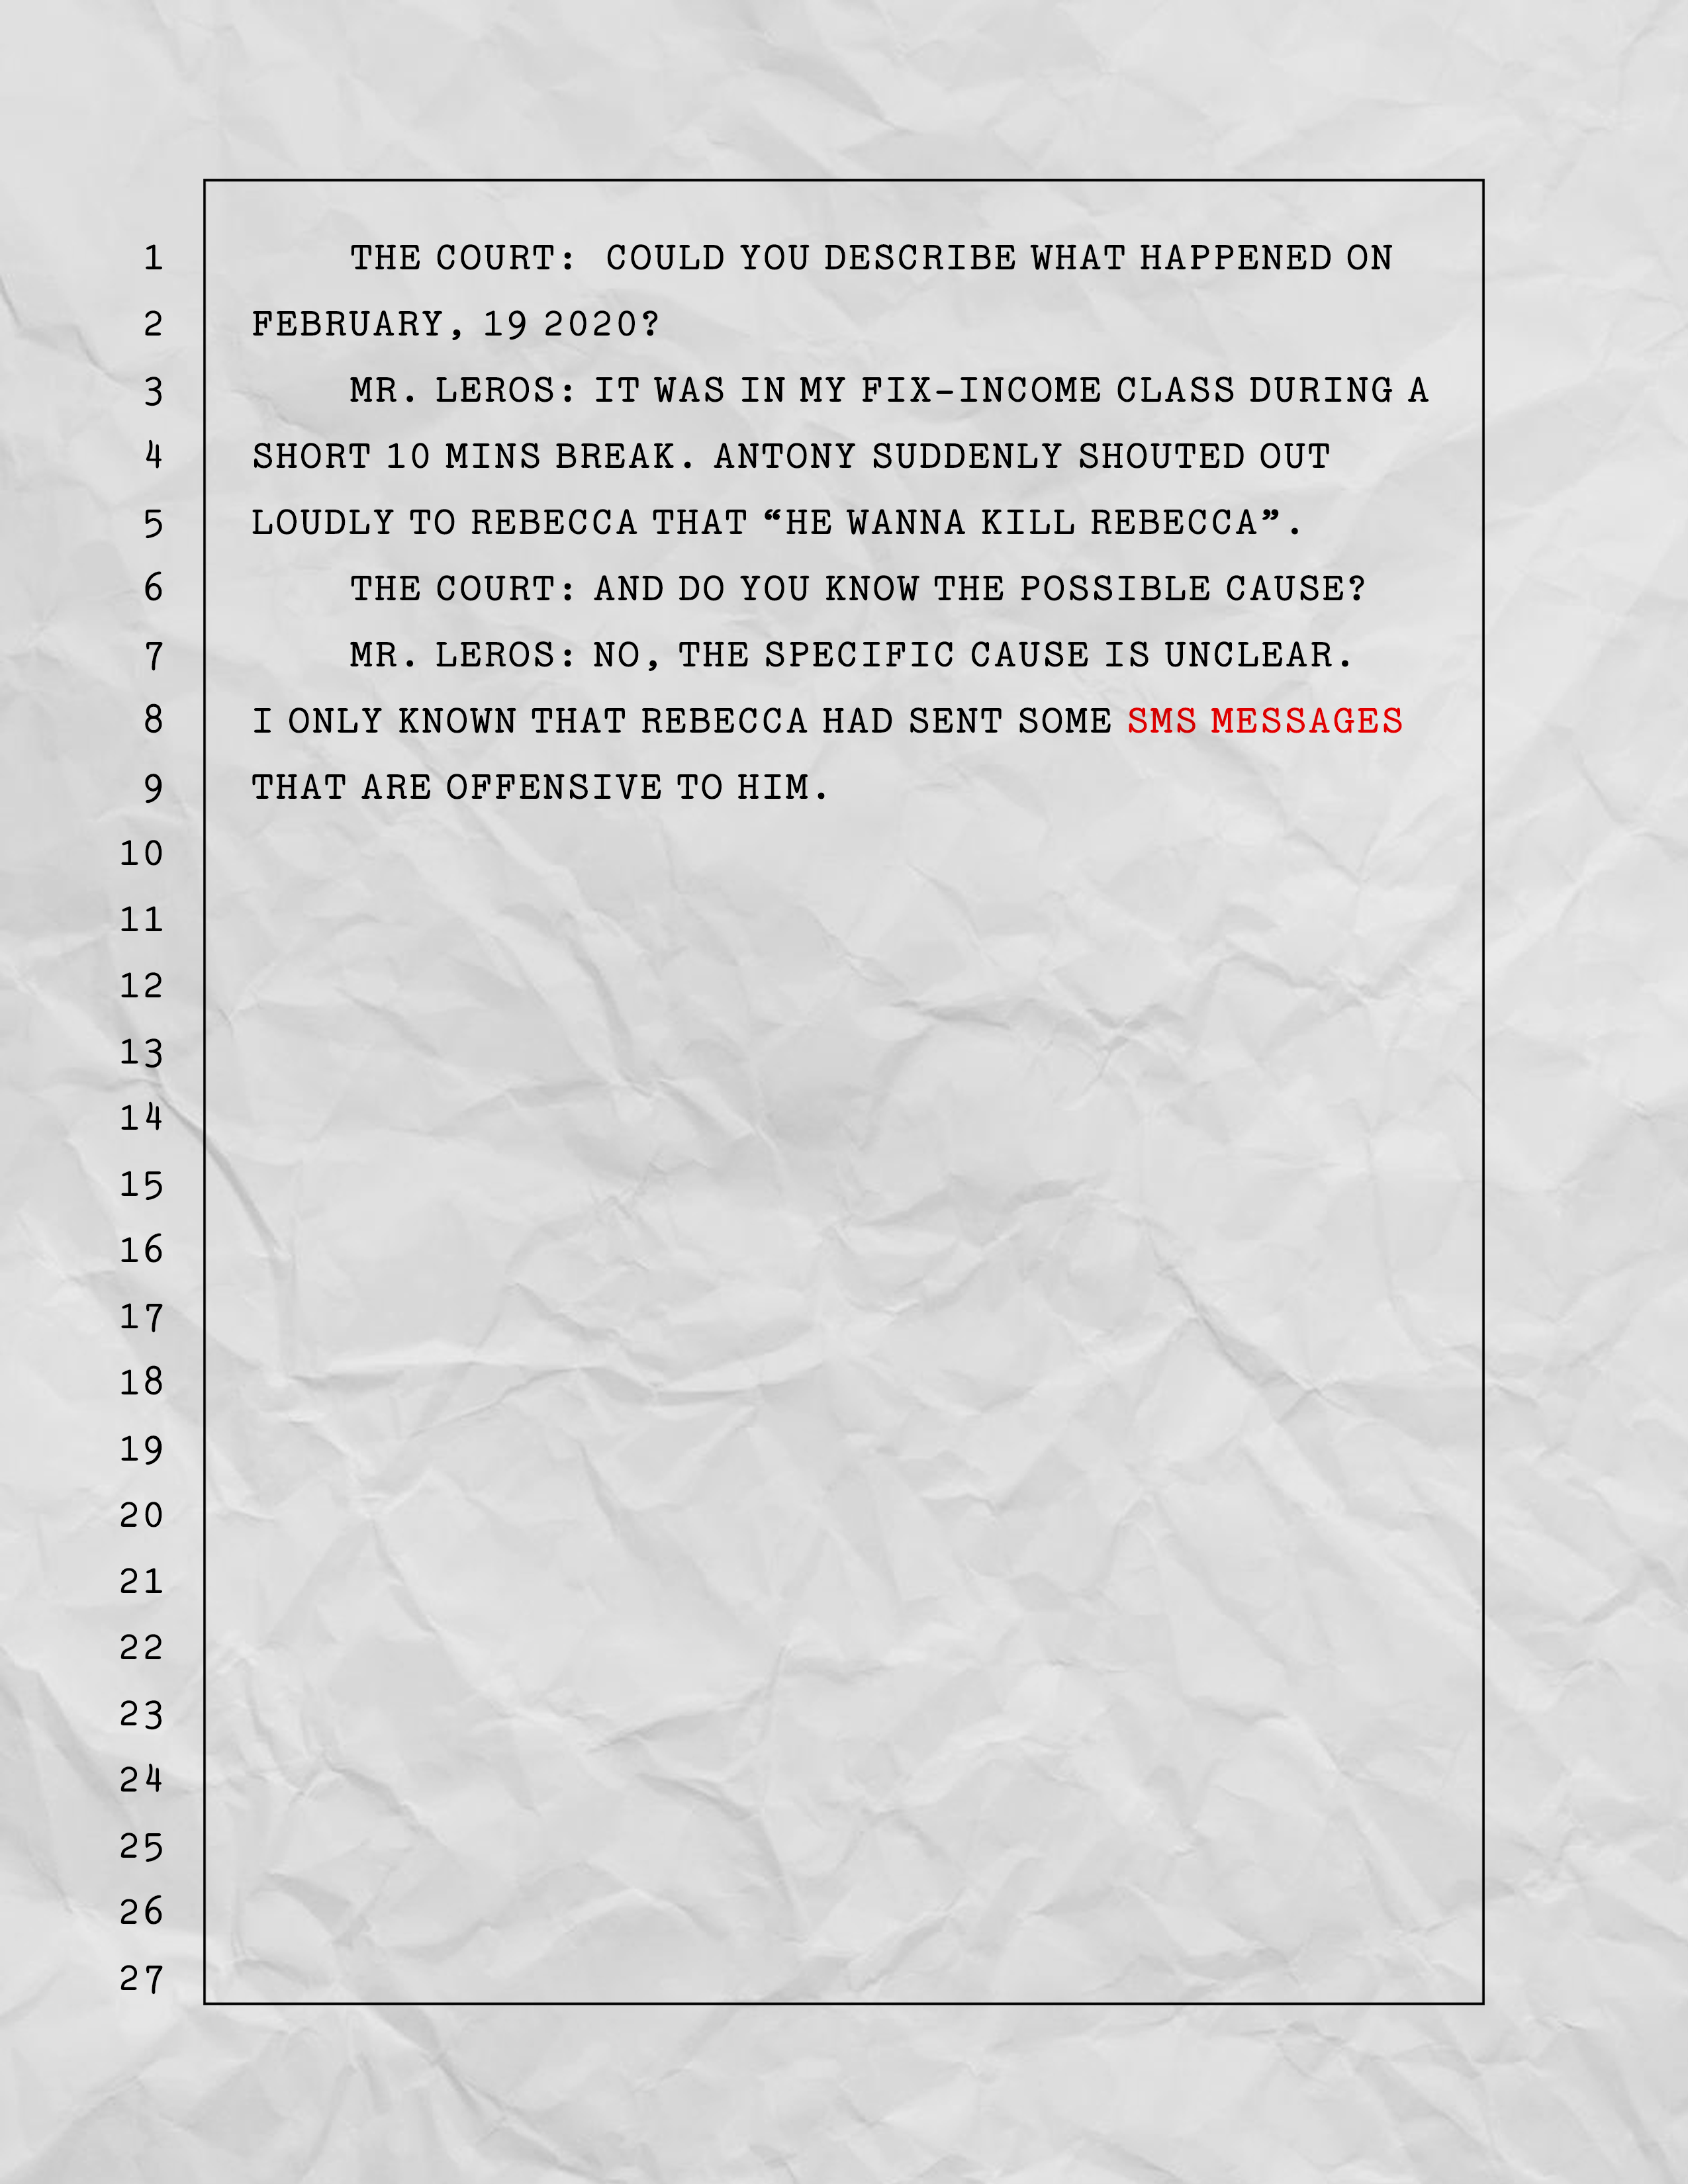 1 THE COURT: COULD YOU DESCRIBE WHAT HAPPENED ON
2 FEBRUARY, 19 2020?
3 MR. LEROS: IT WAS IN MY FIX-INCOME CLASS DURING A
4 SHORT 10 MINS BREAK. ANTONY SUDDENLY SHOUTED OUT
5 LOUDLY TO REBECCA THAT “HE WANNA KILL REBECCA”.
6 THE COURT: AND DO YOU KNOW THE POSSIBLE CAUSE?
7 MR. LEROS: NO, THE SPECIFIC CAUSE IS UNCLEAR.
8 I ONLY KNOWN THAT REBECCA HAD SENT SOME SMS MESSAGES
9 THAT ARE OFFENSIVE TO HIM.
10
11
12
13
14
15
16
17
18
19
20
21
22
23
24
25
26
27